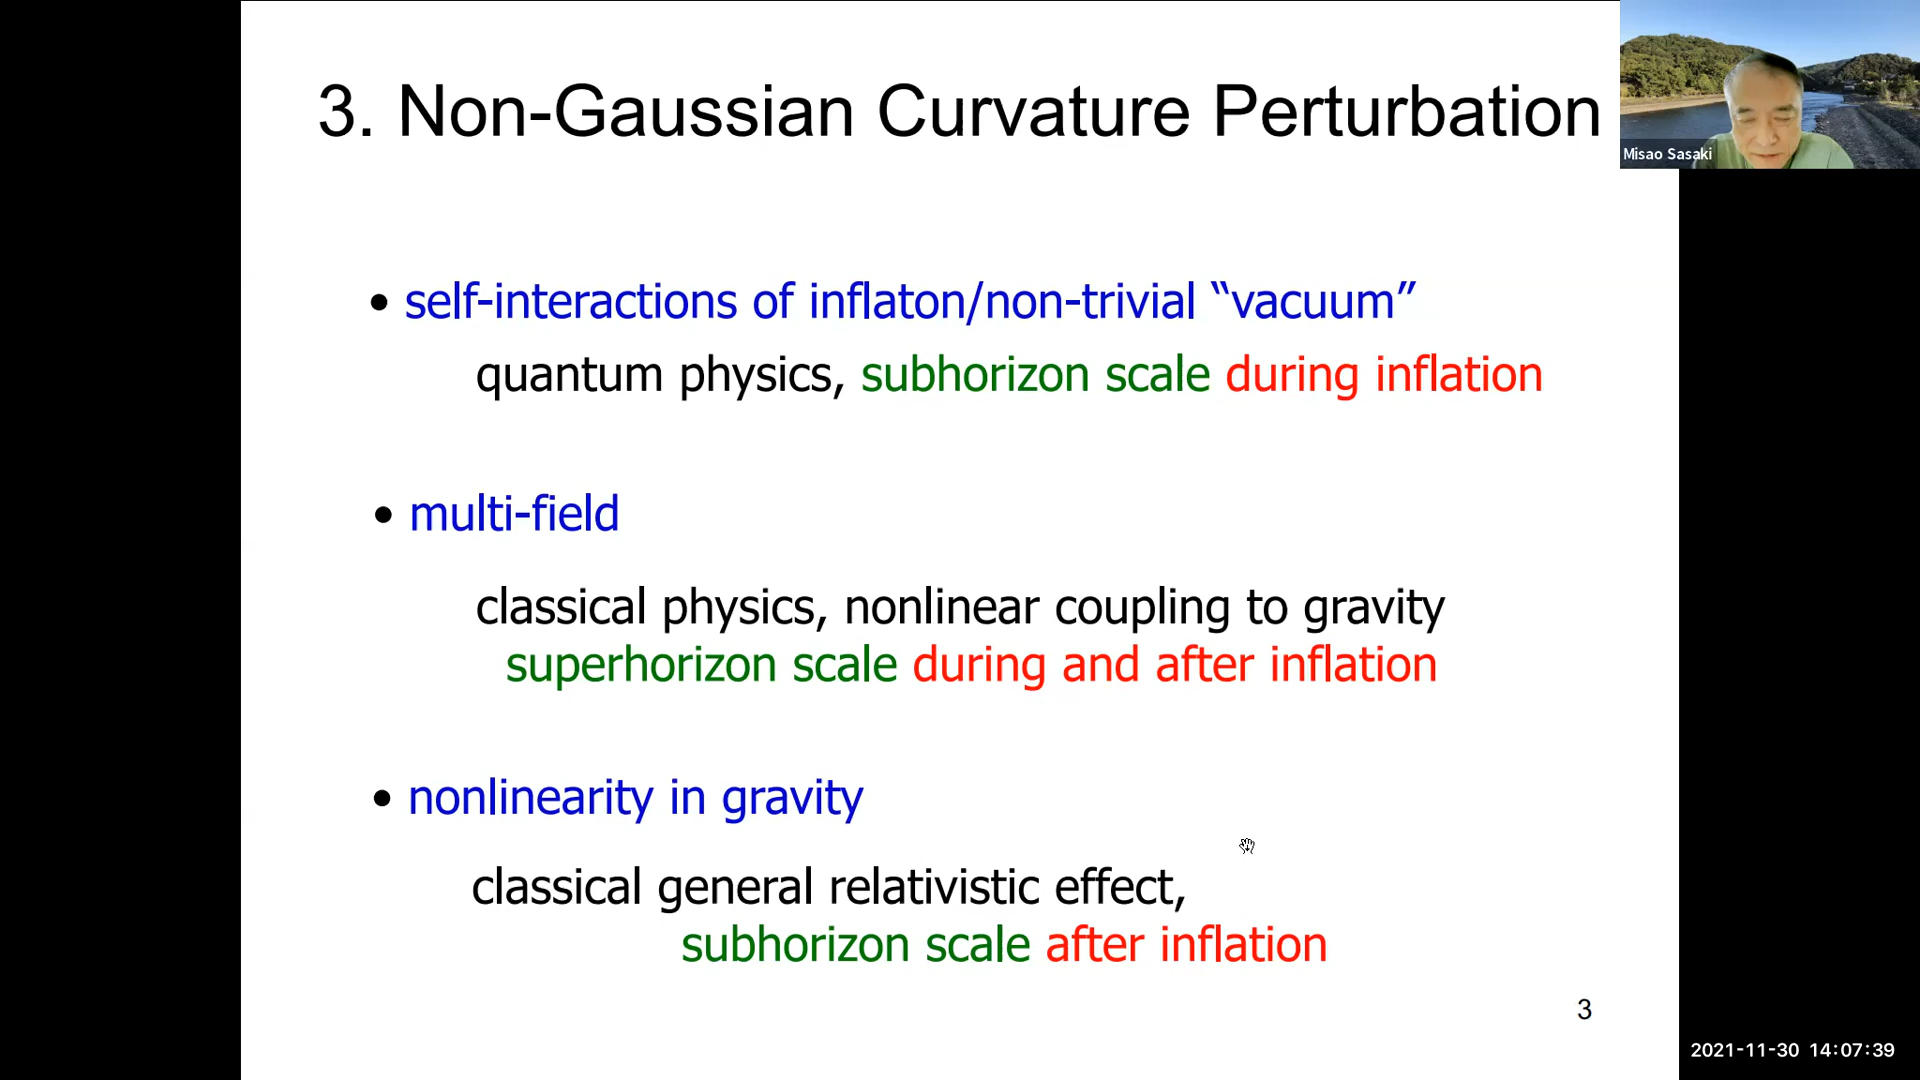 3. Non-Gaussian Curvature Perturbation
Misao Sasaki
• self-interactions of inflaton/non-trivial “vacuum”
quantum physics, subhorizon scale during inflation
• multi-field
classical physics, nonlinear coupling to gravity
superhorizon scale during and after inflation
• nonlinearity in gravity
classical general relativistic effect,
subhorizon scale after inflation
3
2021-11-30 14:07:39